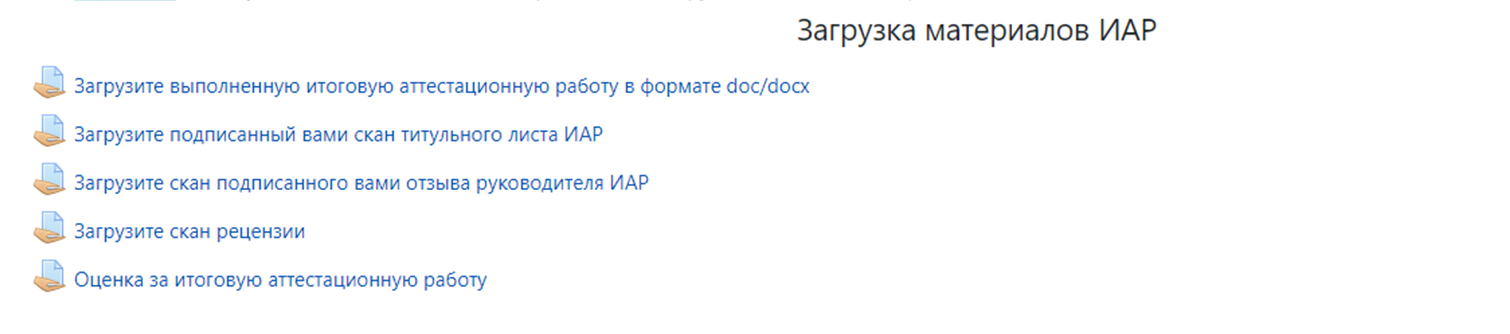 Загрузка материалов ИАР
Загрузите выполненную итоговую аттестационную работу в формате doc/docx
Загрузите подписанный вами скан титульного листа ИАР
Загрузите скан подписанного вами отзыва руководителя ИАР
Загрузите скан рецензии
Оценка за итоговую аттестационную работу